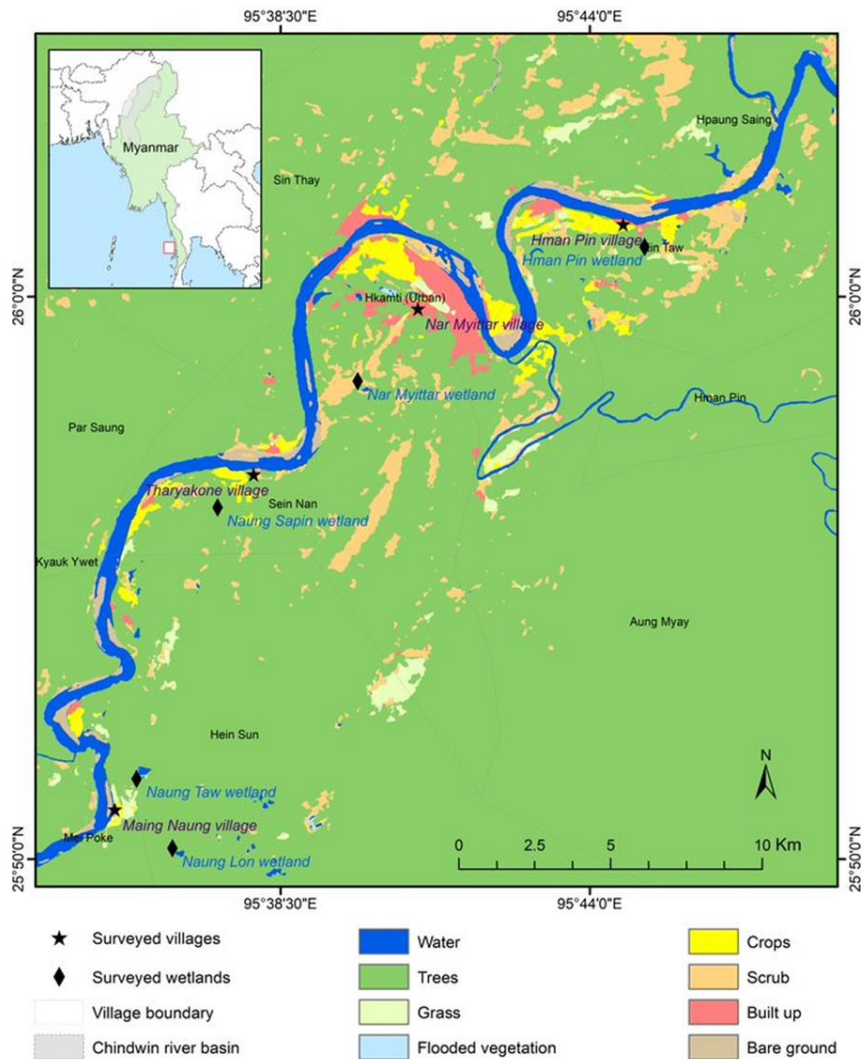 95°38'30"E
95°44'0"E
Myanmar
Hpaung Saing
Sin Thay
Hman Pin village
in Taw
Hman Pin wetland
26°0'0"N
26°0'0"N
Hkamti (Urban)
Nar Myittar village
Nar Myittar wetland
Hman Pin
Par Saung
Tharyakone village
Sein Nan
Naung Sapin wetland
Kyauk Ywet
Aung Myay
Hein Sun
N
Naung Taw wetland
Maing Naung village
Mei Poke
Naung Lon wetland
0 2.5 5 10 Km
25°50'0"N
25°50'0"N
95°38'30"E
95°44'0"E
Surveyed villages
Surveyed wetlands
Village boundary
Chindwin river basin
Water
Trees
Grass
Flooded vegetation
Crops
Scrub
Built up
Bare ground